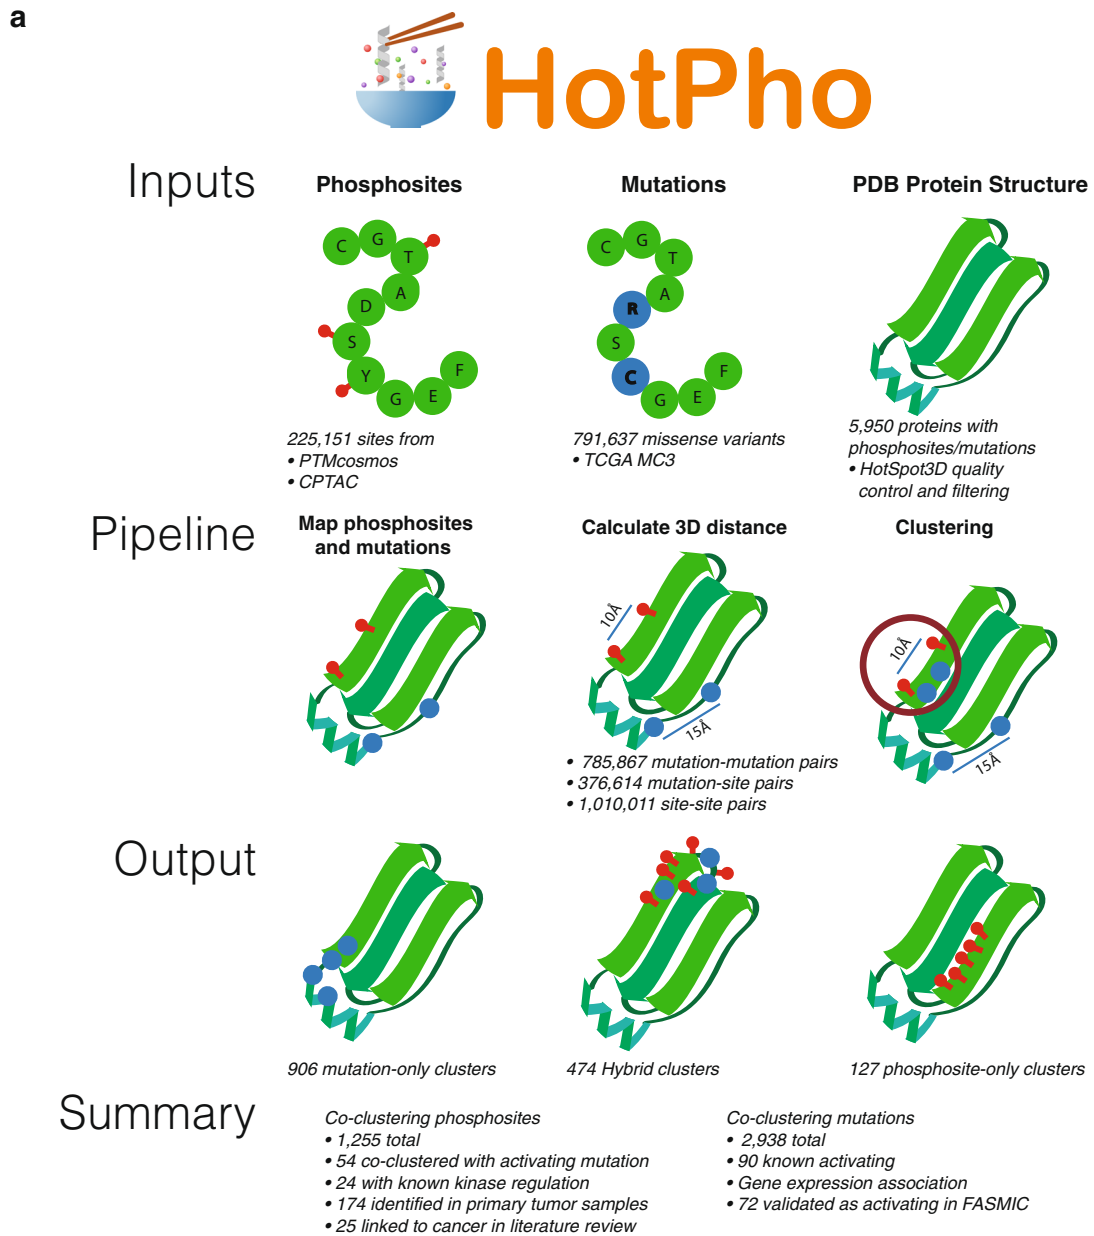 a
HotPho
Inputs
Phosphosites
Mutations
PDB Protein Structure
C
G
T
A
D
S
Y
G
E
F
C
G
T
A
R
S
C
G
E
F
225,151 sites from
• PTMcosmos
• CPTAC
791,637 missense variants
• TCGA MC3
5,950 proteins with
phosphosites/mutations
• HotSpot3D quality
control and filtering
Pipeline
Map phosphosites
and mutations
Calculate 3D distance
Clustering
10Å
15Å
10Å
15Å
• 785,867 mutation-mutation pairs
• 376,614 mutation-site pairs
• 1,010,011 site-site pairs
Output
906 mutation-only clusters
474 Hybrid clusters
127 phosphosite-only clusters
Summary
Co-clustering phosphosites
• 1,255 total
• 54 co-clustered with activating mutation
• 24 with known kinase regulation
• 174 identified in primary tumor samples
• 25 linked to cancer in literature review
Co-clustering mutations
• 2,938 total
• 90 known activating
• Gene expression association
• 72 validated as activating in FASMIC